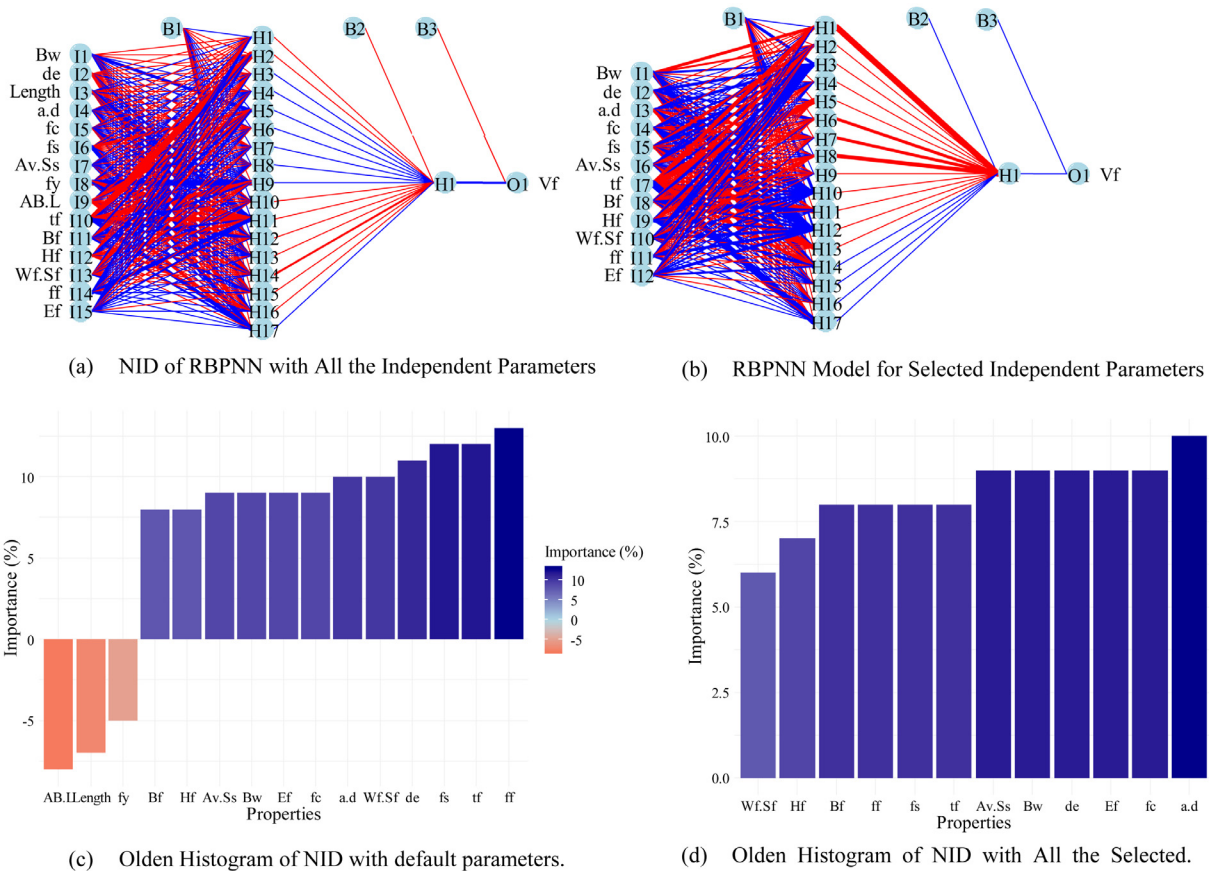 B1
B2
B3
Bw
de
Length
a.d
fc
fs
Av.Ss
fy
AB.L
tf
Bf
Hf
Wf.Sf
ff
Ef
I1
I2
I3
I4
I5
I6
I7
I8
I9
I10
I11
I12
I13
I14
I15
H1
H2
H3
H4
H5
H6
H7
H8
H9
H10
H11
H12
H13
H14
H15
H16
H17
H1
O1
Vf
(a) NID of RBPNN with All the Independent Parameters
B1
B2
B3
Bw
de
a.d
fc
fs
Av.Ss
tf
Bf
Hf
Wf.Sf
ff
Ef
I1
I2
I3
I4
I5
I6
I7
I8
I9
I10
I11
I12
H1
H2
H3
H4
H5
H6
H7
H8
H9
H10
H11
H12
H13
H14
H15
H16
H17
H1
O1
Vf
(b) RBPNN Model for Selected Independent Parameters
Importance (%)
10
5
0
-5
AB.L Length fy Bf Hf Av.Ss Bw Ef fc a.d Wf.Sf de fs tf ff
Properties
Importance (%)
10
5
0
-5
(c) Olden Histogram of NID with default parameters.
Importance (%)
10.0
7.5
5.0
2.5
0.0
Wf.Sf Hf Bf ff fs tf Av.Ss Bw de Ef fc a.d
Properties
(d) Olden Histogram of NID with All the Selected.